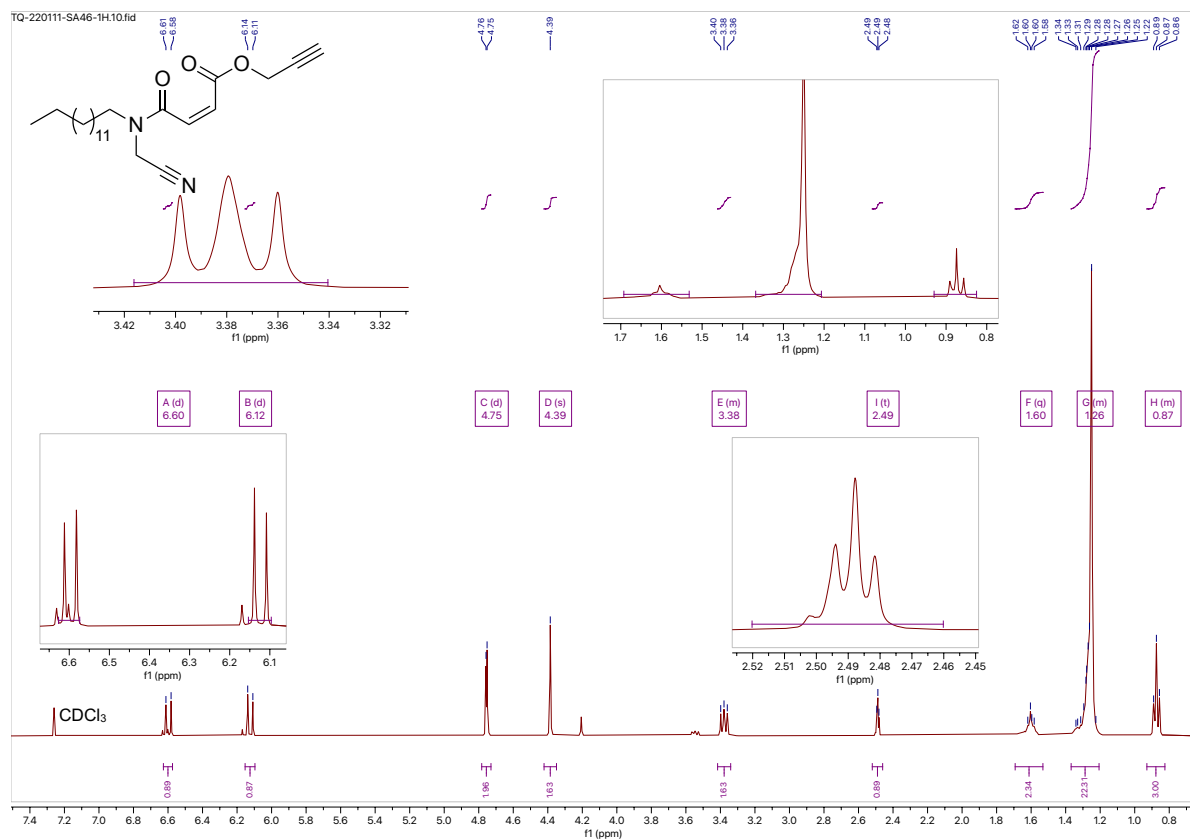 TQ-220111-SA46-1H.10.fid
6.61 6.58 6.14 6.11 4.76 4.75 4.39 3.40 3.38 3.36 2.49 2.49 2.48 1.62 1.60 1.60 1.58 1.34 1.33 1.31 1.29 1.28 1.28 1.27 1.26 1.25 1.22 0.89 0.87 0.86
O
O
O
11
N
N
3.42 3.40 3.38 3.36 3.34 3.32
f1 (ppm)
1.7 1.6 1.5 1.4 1.3 1.2 1.1 1.0 0.9 0.8
f1 (ppm)
A (d) B (d) C (d) D (s) E (m) I (t) F (q) G (m) H (m)
6.60 6.12 4.75 4.39 3.38 2.49 1.60 1.26 0.87
6.6 6.5 6.4 6.3 6.2 6.1
f1 (ppm)
2.52 2.51 2.50 2.49 2.48 2.47 2.46 2.45
f1 (ppm)
CDCl₃
0.89 0.87 1.96 1.63 1.63 0.89 2.34 22.31 3.00
7.4 7.2 7.0 6.8 6.6 6.4 6.2 6.0 5.8 5.6 5.4 5.2 5.0 4.8 4.6 4.4 4.2 4.0 3.8 3.6 3.4 3.2 3.0 2.8 2.6 2.4 2.2 2.0 1.8 1.6 1.4 1.2 1.0 0.8
f1 (ppm)